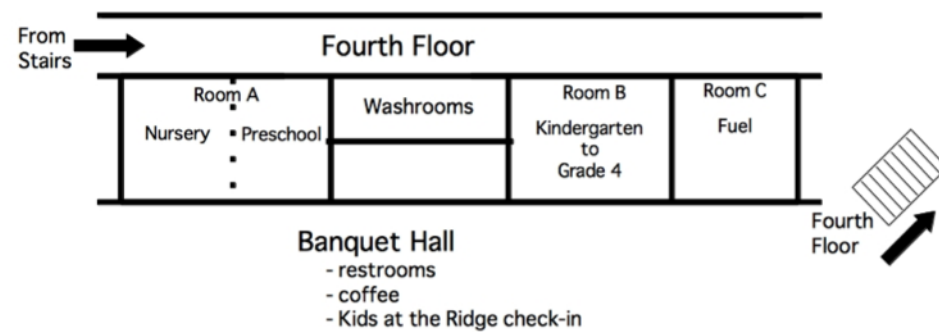 From
Stairs
Fourth Floor
Room A
Nursery
Preschool
Washrooms
Room B
Kindergarten
to
Grade 4
Room C
Fuel
Fourth
Floor
Banquet Hall
- restrooms
- coffee
- Kids at the Ridge check-in